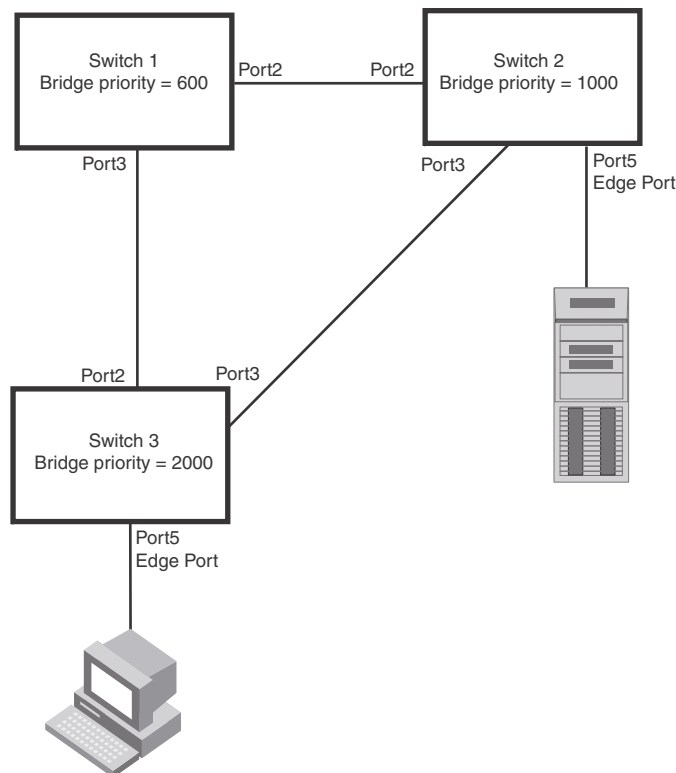 Switch 1
Bridge priority = 600
Switch 2
Bridge priority = 1000
Port2
Port2
Port3
Port3
Port5
Edge Port
Port2
Port3
Switch 3
Bridge priority = 2000
Port5
Edge Port